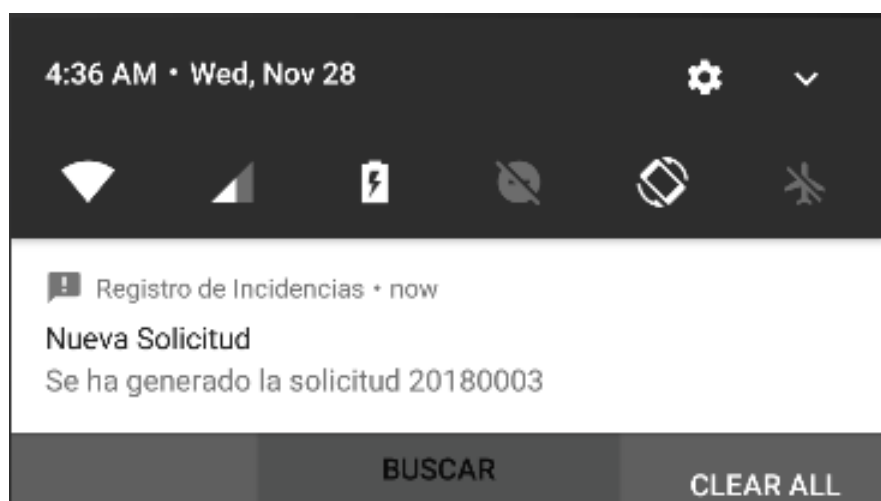 4:36 AM • Wed, Nov 28
Registro de Incidencias • now
Nueva Solicitud
Se ha generado la solicitud 20180003
BUSCAR
CLEAR ALL